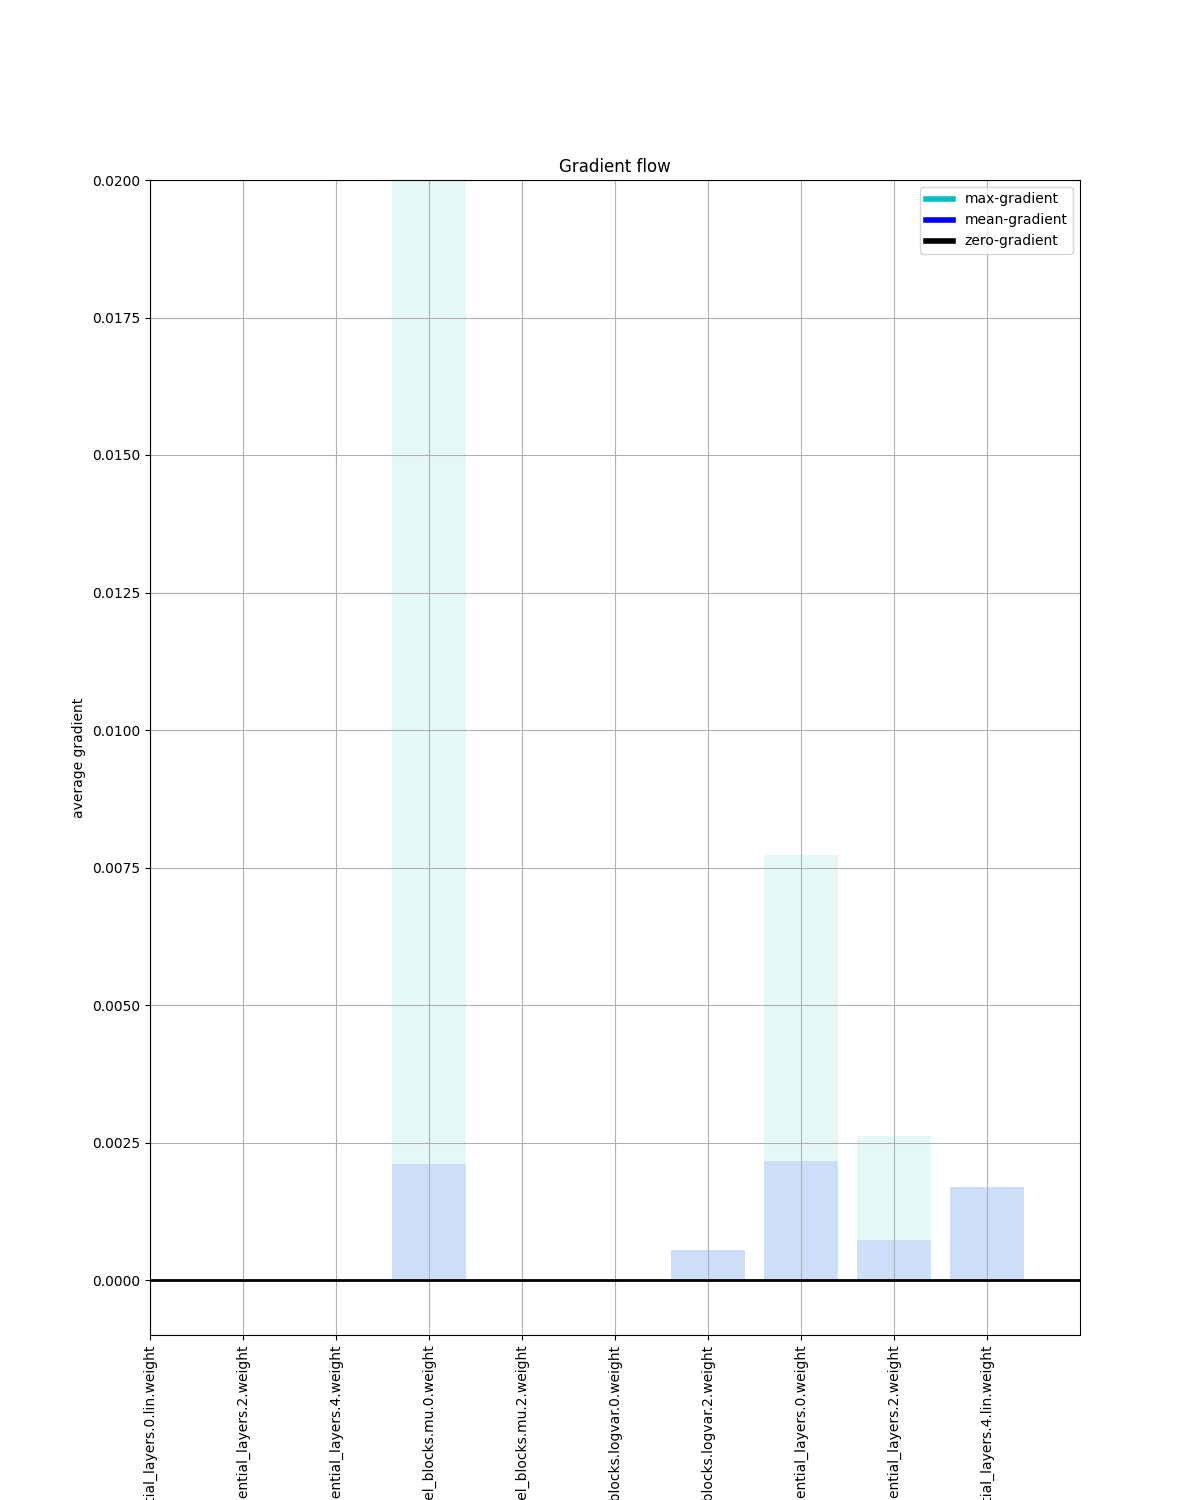 Gradient flow
max-gradient
mean-gradient
zero-gradient
average gradient
0.0200
0.0175
0.0150
0.0125
0.0100
0.0075
0.0050
0.0025
0.0000
tial_layers.0.lin.weight
ential_layers.2.weight
ential_layers.4.weight
el_blocks.mu.0.weight
el_blocks.mu.2.weight
blocks.logvar.0.weight
blocks.logvar.2.weight
ential_layers.0.weight
ential_layers.2.weight
tial_layers.4.lin.weight